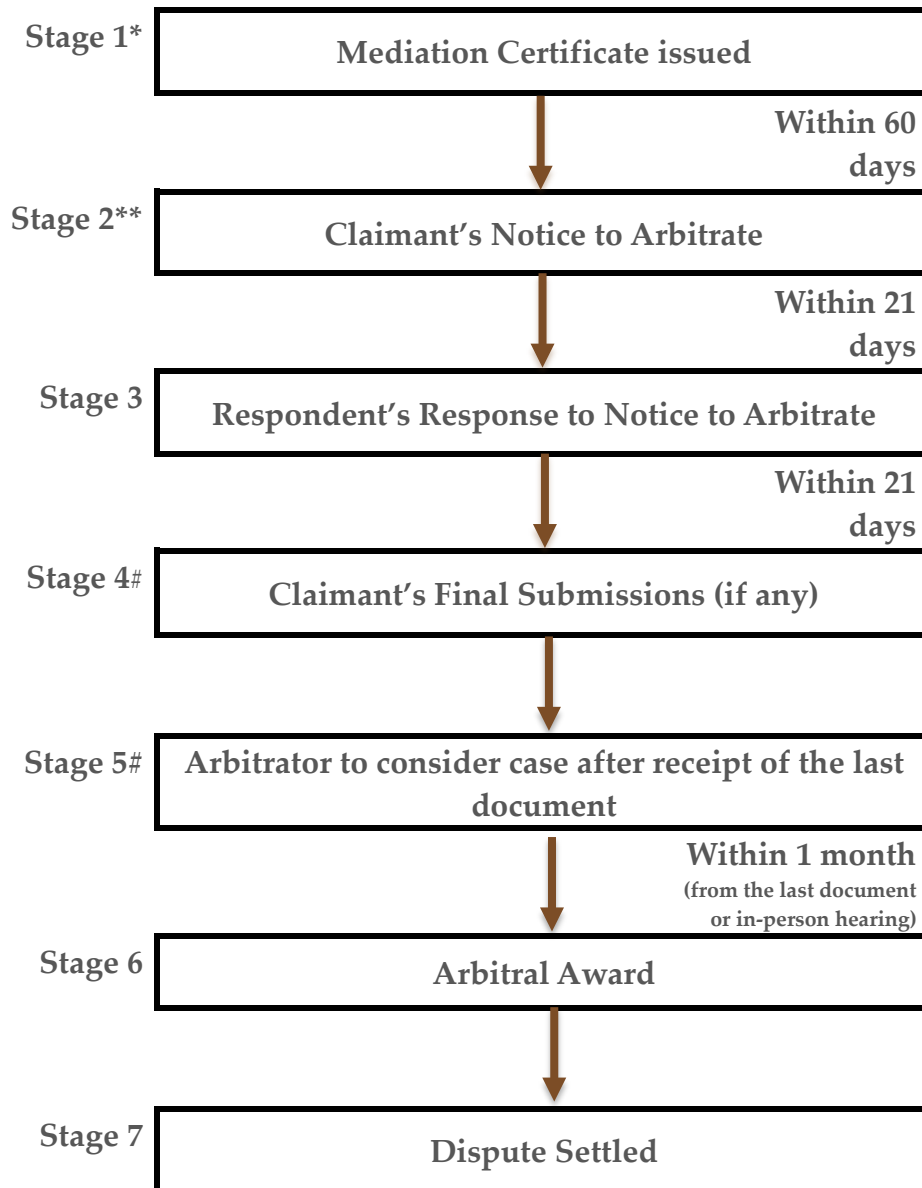 Stage 1*
Mediation Certificate issued
Within 60
days
Stage 2**
Claimant’s Notice to Arbitrate
Within 21
days
Stage 3
Respondent’s Response to Notice to Arbitrate
Within 21
days
Stage 4#
Claimant’s Final Submissions (if any)
Stage 5#
Arbitrator to consider case after receipt of the last
document
Within 1 month
(from the last document
or in-person hearing)
Stage 6
Arbitral Award
Stage 7
Dispute Settled